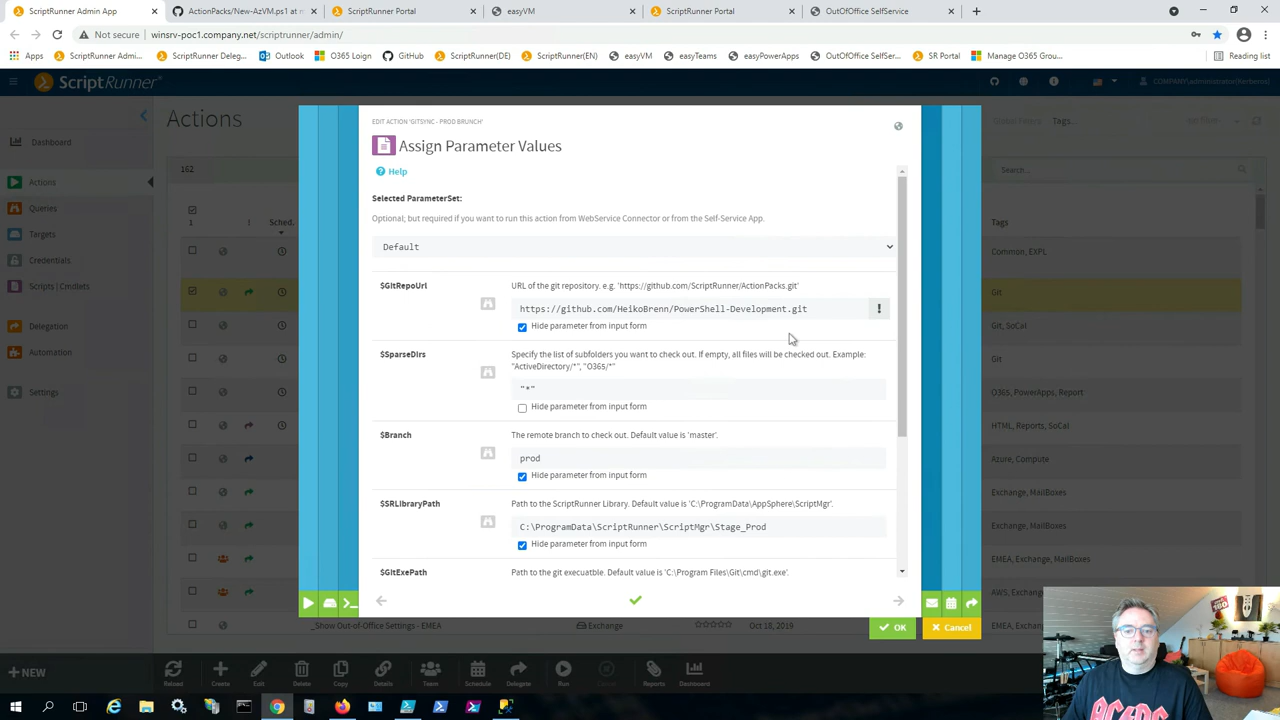 ScriptRunner Admin App
ActionPacks/New-AzVM.ps1 at m
ScriptRunner Portal
easyVM
ScriptRunner Portal
OutOfOffice SelfService
Not secure | winsrv-poc1.company.net/scriptrunner/admin/
Apps
ScriptRunner Admi...
ScriptRunner Deleg...
Outlook
O365 Login
GitHub
ScriptRunner(DE)
ScriptRunner(EN)
easyVM
easyTeams
easyPowerApps
OutOfOffice SelfSer...
SR Portal
Manage O365 Grou...
Reading list
ScriptRunner®
COMPANY\administrator(Kerberos)
Actions
Tags...
Dashboard
162
Search...
Actions
Queries
Targets
Credentials
Scripts | Cmdlets
Delegation
Automation
Settings
!
Sched.
1
Tags
Common, EXPL
Git
Git, SoCal
Git
O365, PowerApps, Report
HTML, Reports, SoCal
Azure, Compute
Exchange, MailBoxes
Exchange, MailBoxes
EMEA, Exchange, MailBoxes
AWS, Exchange
EDIT ACTION 'GITSYNC - PROD BRUNCH'
Assign Parameter Values
Help
Selected ParameterSet:
Optional; but required if you want to run this action from WebService Connector or from the Self-Service App.
Default
$GitRepoUrl
URL of the git repository. e.g. 'https://github.com/ScriptRunner/ActionPacks.git'
https://github.com/HeikoBrenn/PowerShell-Development.git
!
Hide parameter from input form
$SparseDirs
Specify the list of subfolders you want to check out. If empty, all files will be checked out. Example:
"ActiveDirectory/*", "O365/*"
"*"
Hide parameter from input form
$Branch
The remote branch to check out. Default value is 'master'.
prod
Hide parameter from input form
$SRLibraryPath
Path to the ScriptRunner Library. Default value is 'C:\ProgramData\AppSphere\ScriptMgr'.
C:\ProgramData\ScriptRunner\ScriptMgr\Stage_Prod
Hide parameter from input form
$GitExePath
Path to the git execuatble. Default value is 'C:\Program Files\Git\cmd\git.exe'.
OK
Cancel
_Show Out-of-Office Settings - EMEA
Exchange
Oct 18, 2019
NEW
Reload
Create
Edit
Delete
Copy
Details
Team
Schedule
Delegate
Run
Cancel
Reports
Dashboard
AC/DC